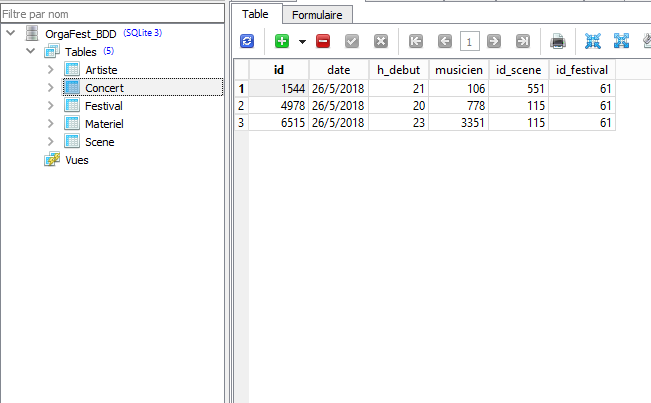 Filtre par nom
OrgaFest_BDD (SQLite 3)
Tables (5)
Artiste
Concert
Festival
Materiel
Scene
Vues
Table Formulaire
1
id date h_debut musicien id_scene id_festival
1 1544 26/5/2018 21 106 551 61
2 4978 26/5/2018 20 778 115 61
3 6515 26/5/2018 23 3351 115 61